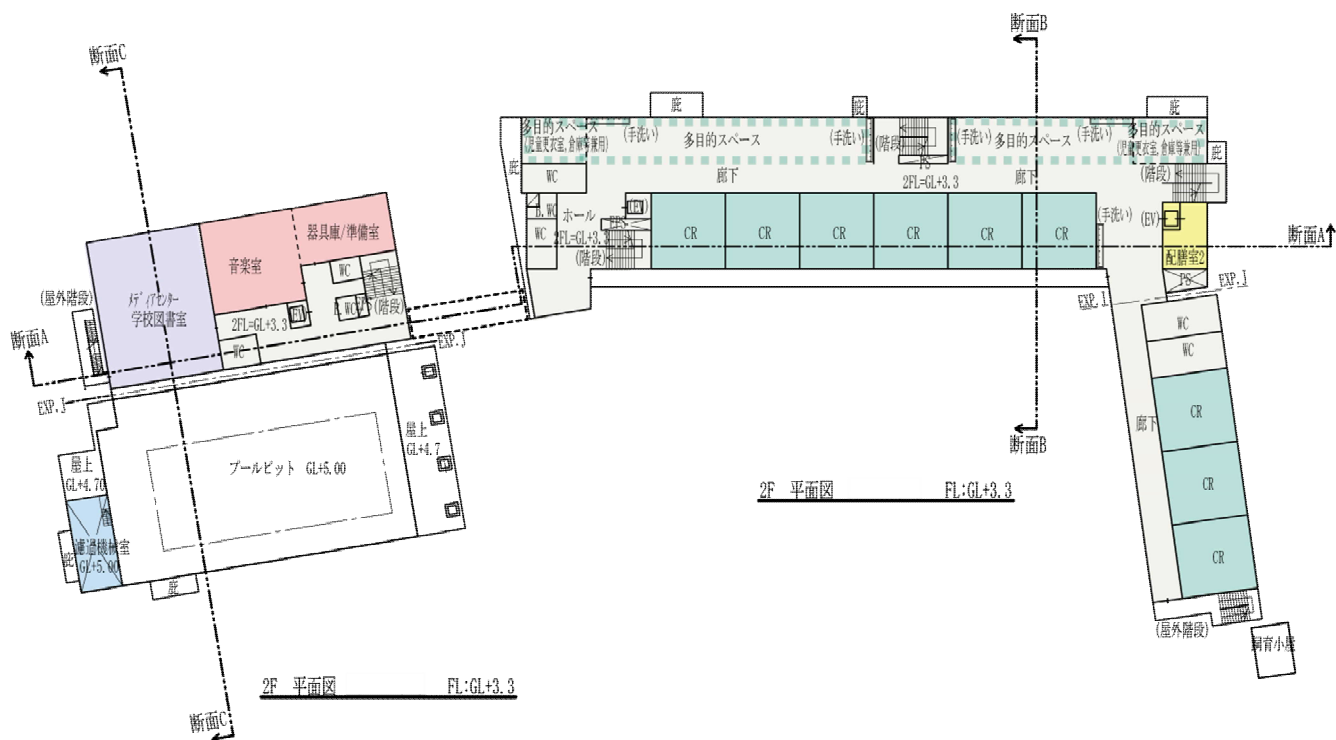 断面C
断面B
庇
庇
庇
多目的スペース
(児童更衣室,倉庫等兼用)
(手洗い)
多目的スペース
(手洗い)
(階段)
PS
(手洗い)
多目的スペース
(手洗い)
多目的スペース
(児童更衣室,倉庫等兼用)
庇
庇
WC
廊下
2FL=GL+3.3
廊下
(階段)
B.WC
ホール
(EV)
EPS
WC
2FL=GL+3.3
(階段)
CR
CR
CR
CR
CR
CR
(手洗い)
(EV)
配膳室2
断面A
PS
EXP.J
EXP.J
器具庫/準備室
音楽室
WC
(屋外階段)
メディアセンター
学校図書室
2FL=GL+3.3
EV
B.WC
(階段)
WC
断面A
EXP.J
EXP.J
WC
WC
CR
廊下
CR
CR
断面B
屋上
GL+4.7
プールピット GL+5.00
屋上
GL+4.70
濾過機械室
GL+5.00
庇
庇
2F 平面図 FL:GL+3.3
(屋外階段)
飼育小屋
2F 平面図 FL:GL+3.3
断面C